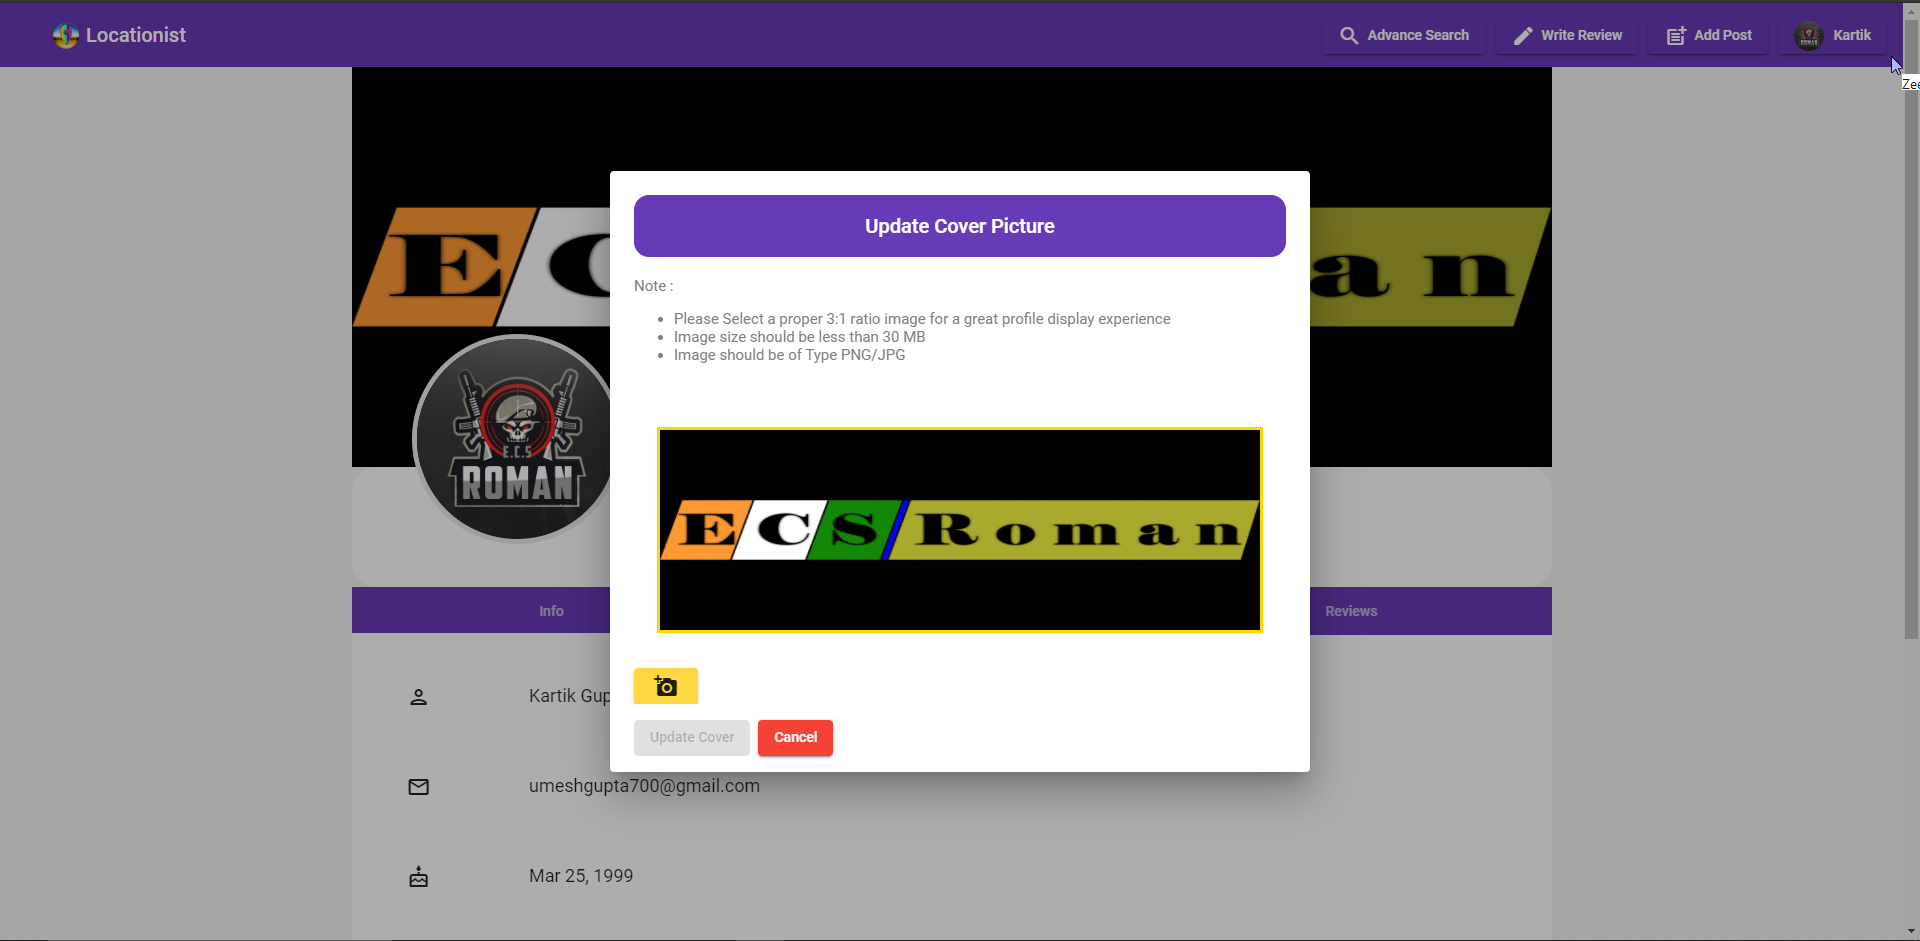 Locationist
Advance Search
Write Review
Add Post
Kartik
Zee
E C
a n
Update Cover Picture
Note :
Please Select a proper 3:1 ratio image for a great profile display experience
Image size should be less than 30 MB
Image should be of Type PNG/JPG
E.C.S
ROMAN
E C S R o m a n
Info
Reviews
Kartik Gup
Update Cover
Cancel
umeshgupta700@gmail.com
Mar 25, 1999